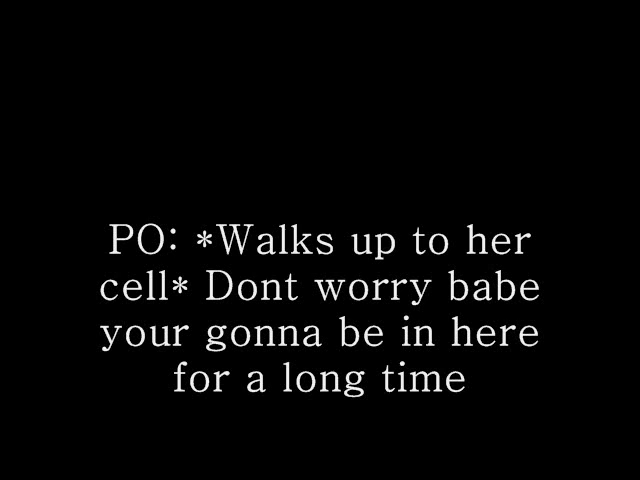 PO: *Walks up to her
cell* Dont worry babe
your gonna be in here
for a long time